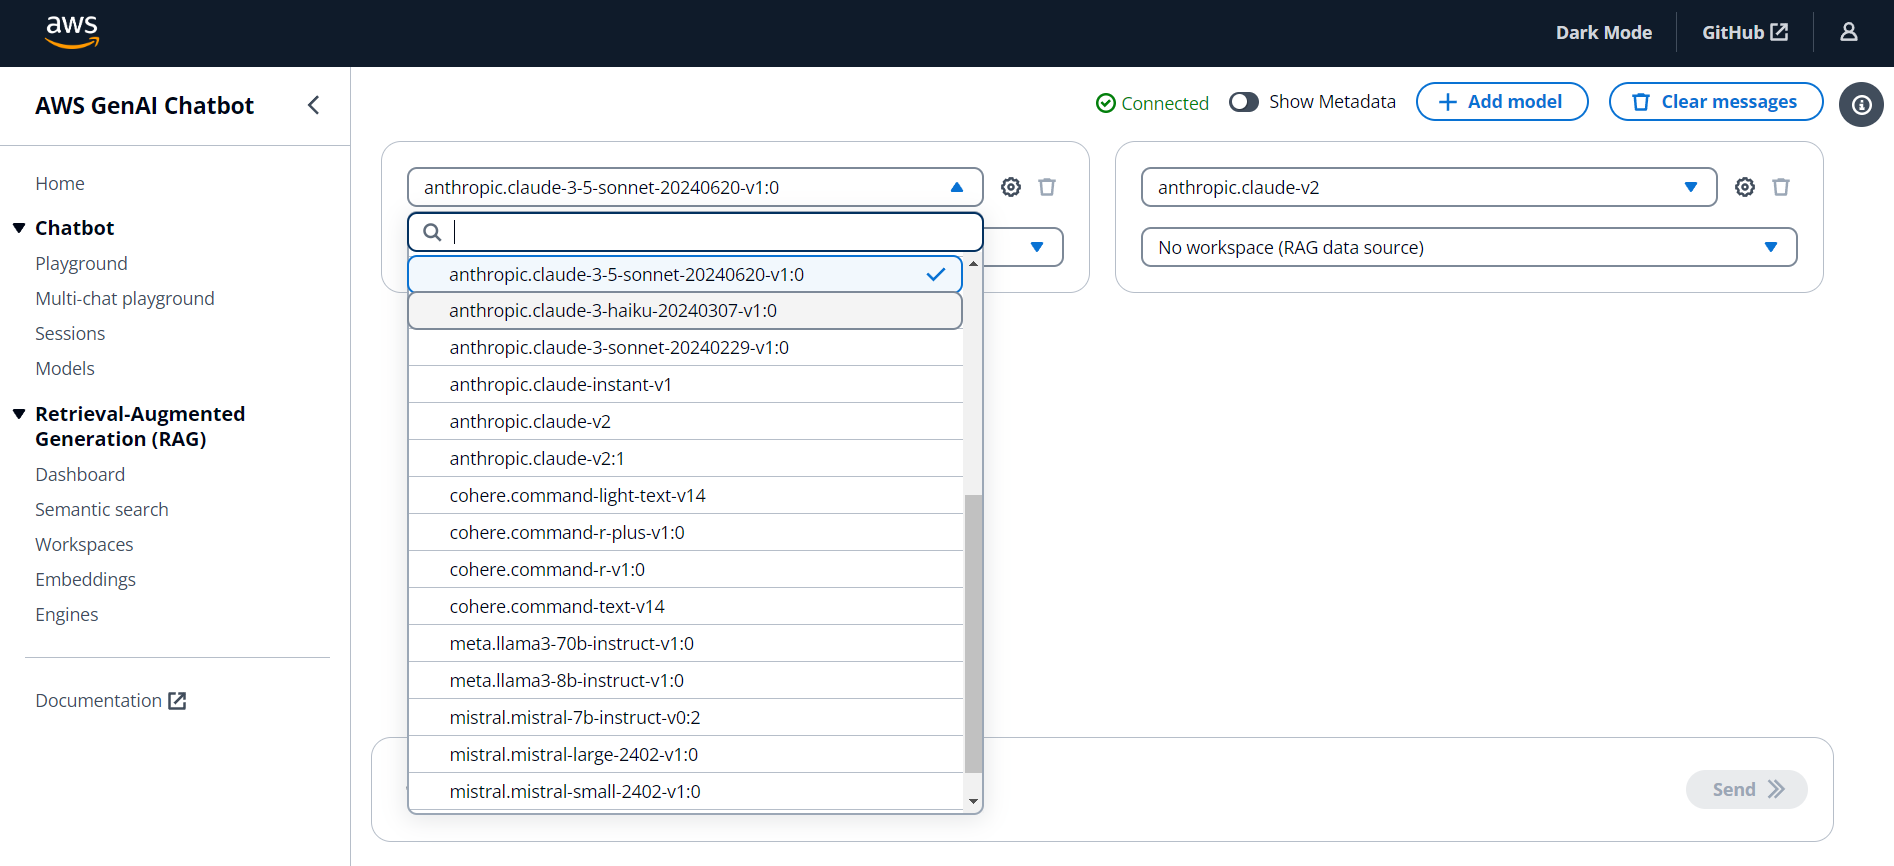 aws
Dark Mode
GitHub
AWS GenAI Chatbot
Home
Chatbot
Playground
Multi-chat playground
Sessions
Models
Retrieval-Augmented
Generation (RAG)
Dashboard
Semantic search
Workspaces
Embeddings
Engines
Documentation
Connected
Show Metadata
Add model
Clear messages
anthropic.claude-3-5-sonnet-20240620-v1:0
anthropic.claude-3-5-sonnet-20240620-v1:0
anthropic.claude-3-haiku-20240307-v1:0
anthropic.claude-3-sonnet-20240229-v1:0
anthropic.claude-instant-v1
anthropic.claude-v2
anthropic.claude-v2:1
cohere.command-light-text-v14
cohere.command-r-plus-v1:0
cohere.command-r-v1:0
cohere.command-text-v14
meta.llama3-70b-instruct-v1:0
meta.llama3-8b-instruct-v1:0
mistral.mistral-7b-instruct-v0:2
mistral.mistral-large-2402-v1:0
mistral.mistral-small-2402-v1:0
anthropic.claude-v2
No workspace (RAG data source)
Send